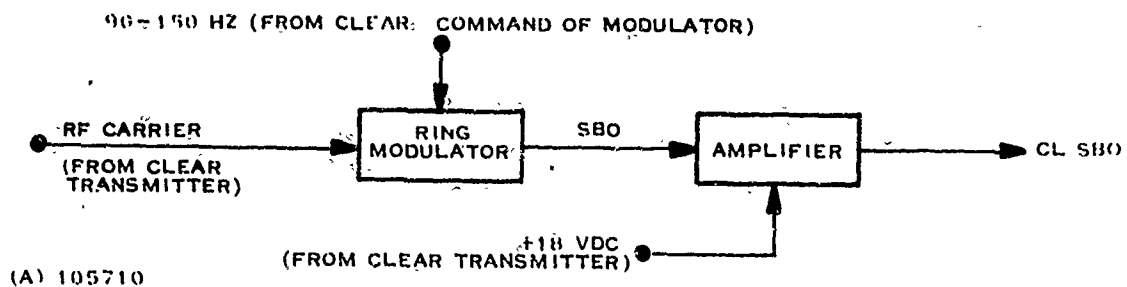 90-150 HZ (FROM CLEAR COMMAND OF MODULATOR)
RF CARRIER
(FROM CLEAR
TRANSMITTER)
RING
MODULATOR
SBO
AMPLIFIER
CL SBO
+18 VDC
(FROM CLEAR TRANSMITTER)
(A) 105710